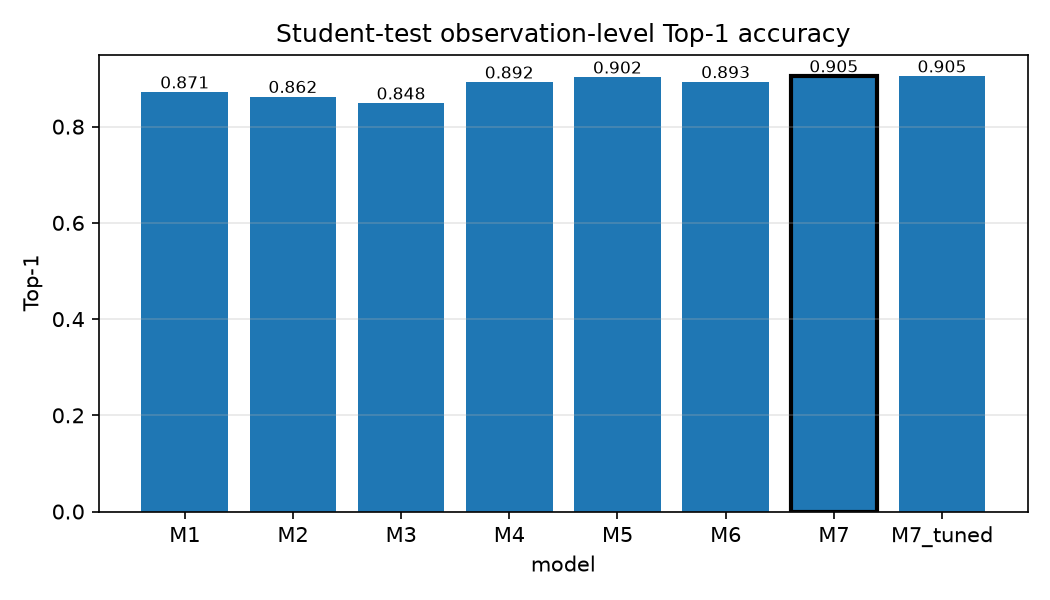 Student-test observation-level Top-1 accuracy
0.871 0.862 0.848 0.892 0.902 0.893 0.905 0.905
Top-1
0.8
0.6
0.4
0.2
0.0
M1 M2 M3 M4 M5 M6 M7 M7_tuned
model